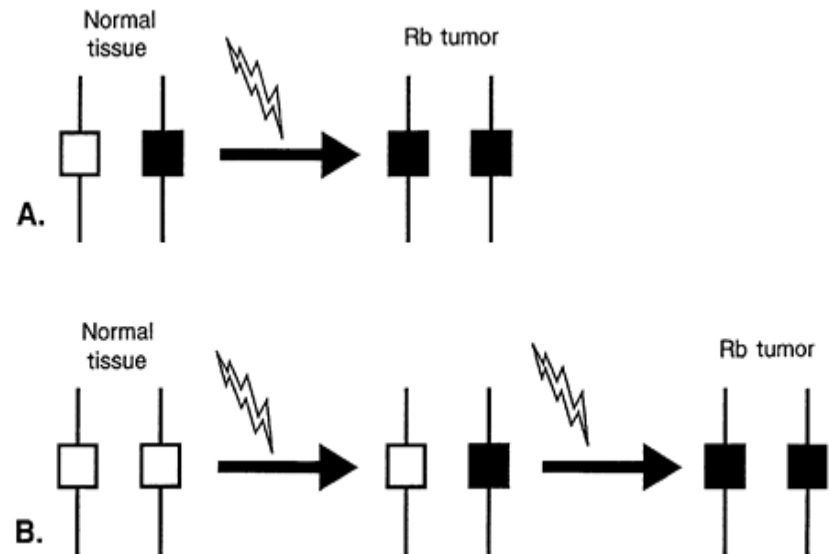 Normal
tissue
Rb tumor
A.
Normal
tissue
Rb tumor
B.